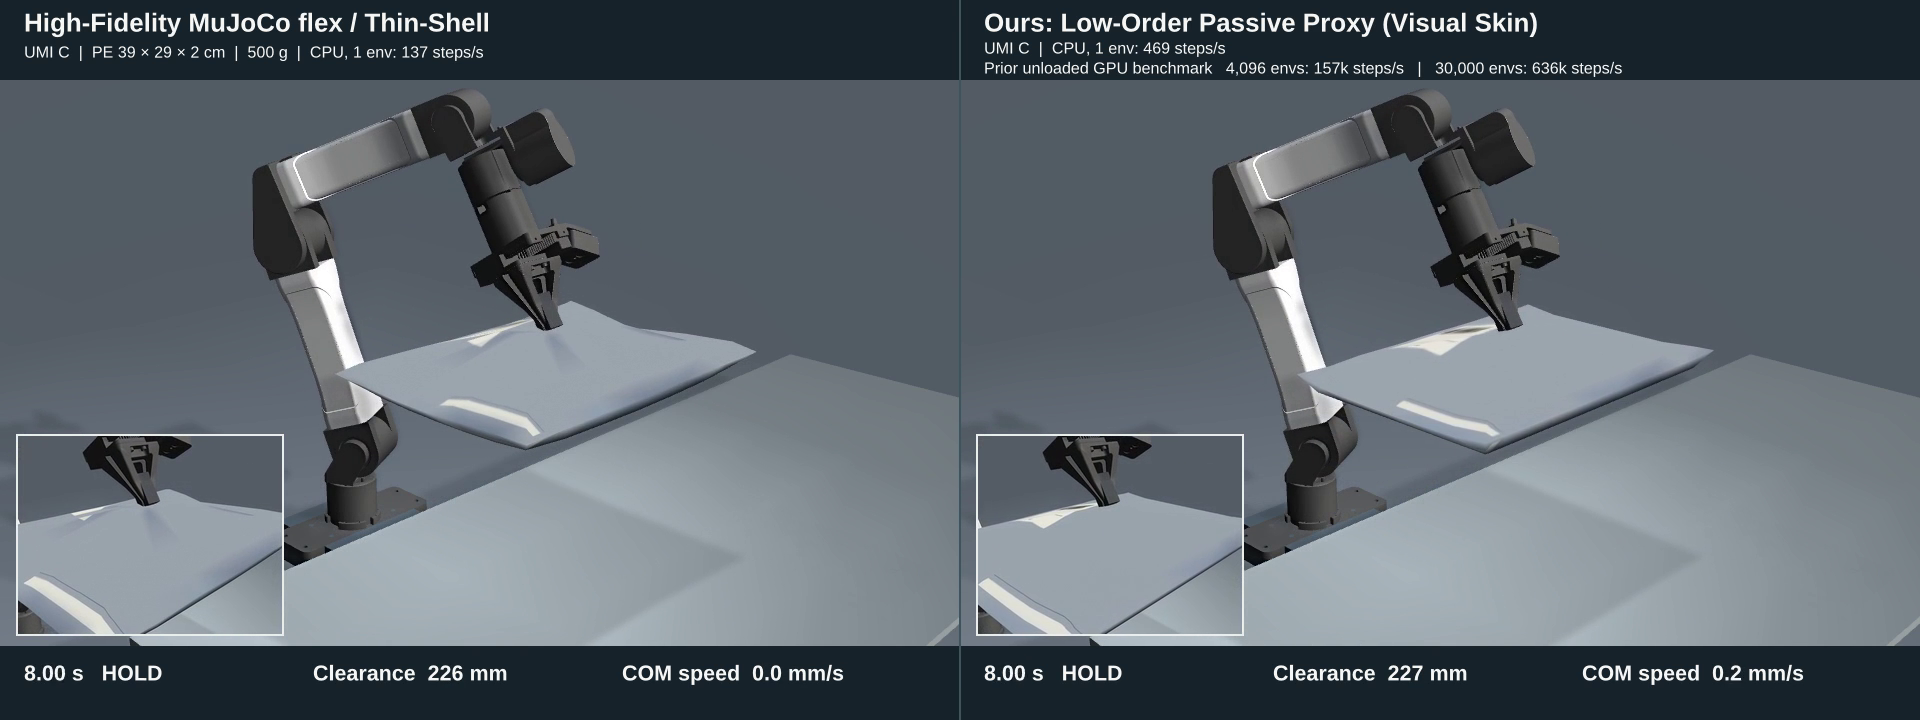 High-Fidelity MuJoCo flex / Thin-Shell
UMI C | PE 39 × 29 × 2 cm | 500 g | CPU, 1 env: 137 steps/s
Ours: Low-Order Passive Proxy (Visual Skin)
UMI C | CPU, 1 env: 469 steps/s
Prior unloaded GPU benchmark 4,096 envs: 157k steps/s | 30,000 envs: 636k steps/s
8.00 s HOLD Clearance 226 mm COM speed 0.0 mm/s
8.00 s HOLD Clearance 227 mm COM speed 0.2 mm/s